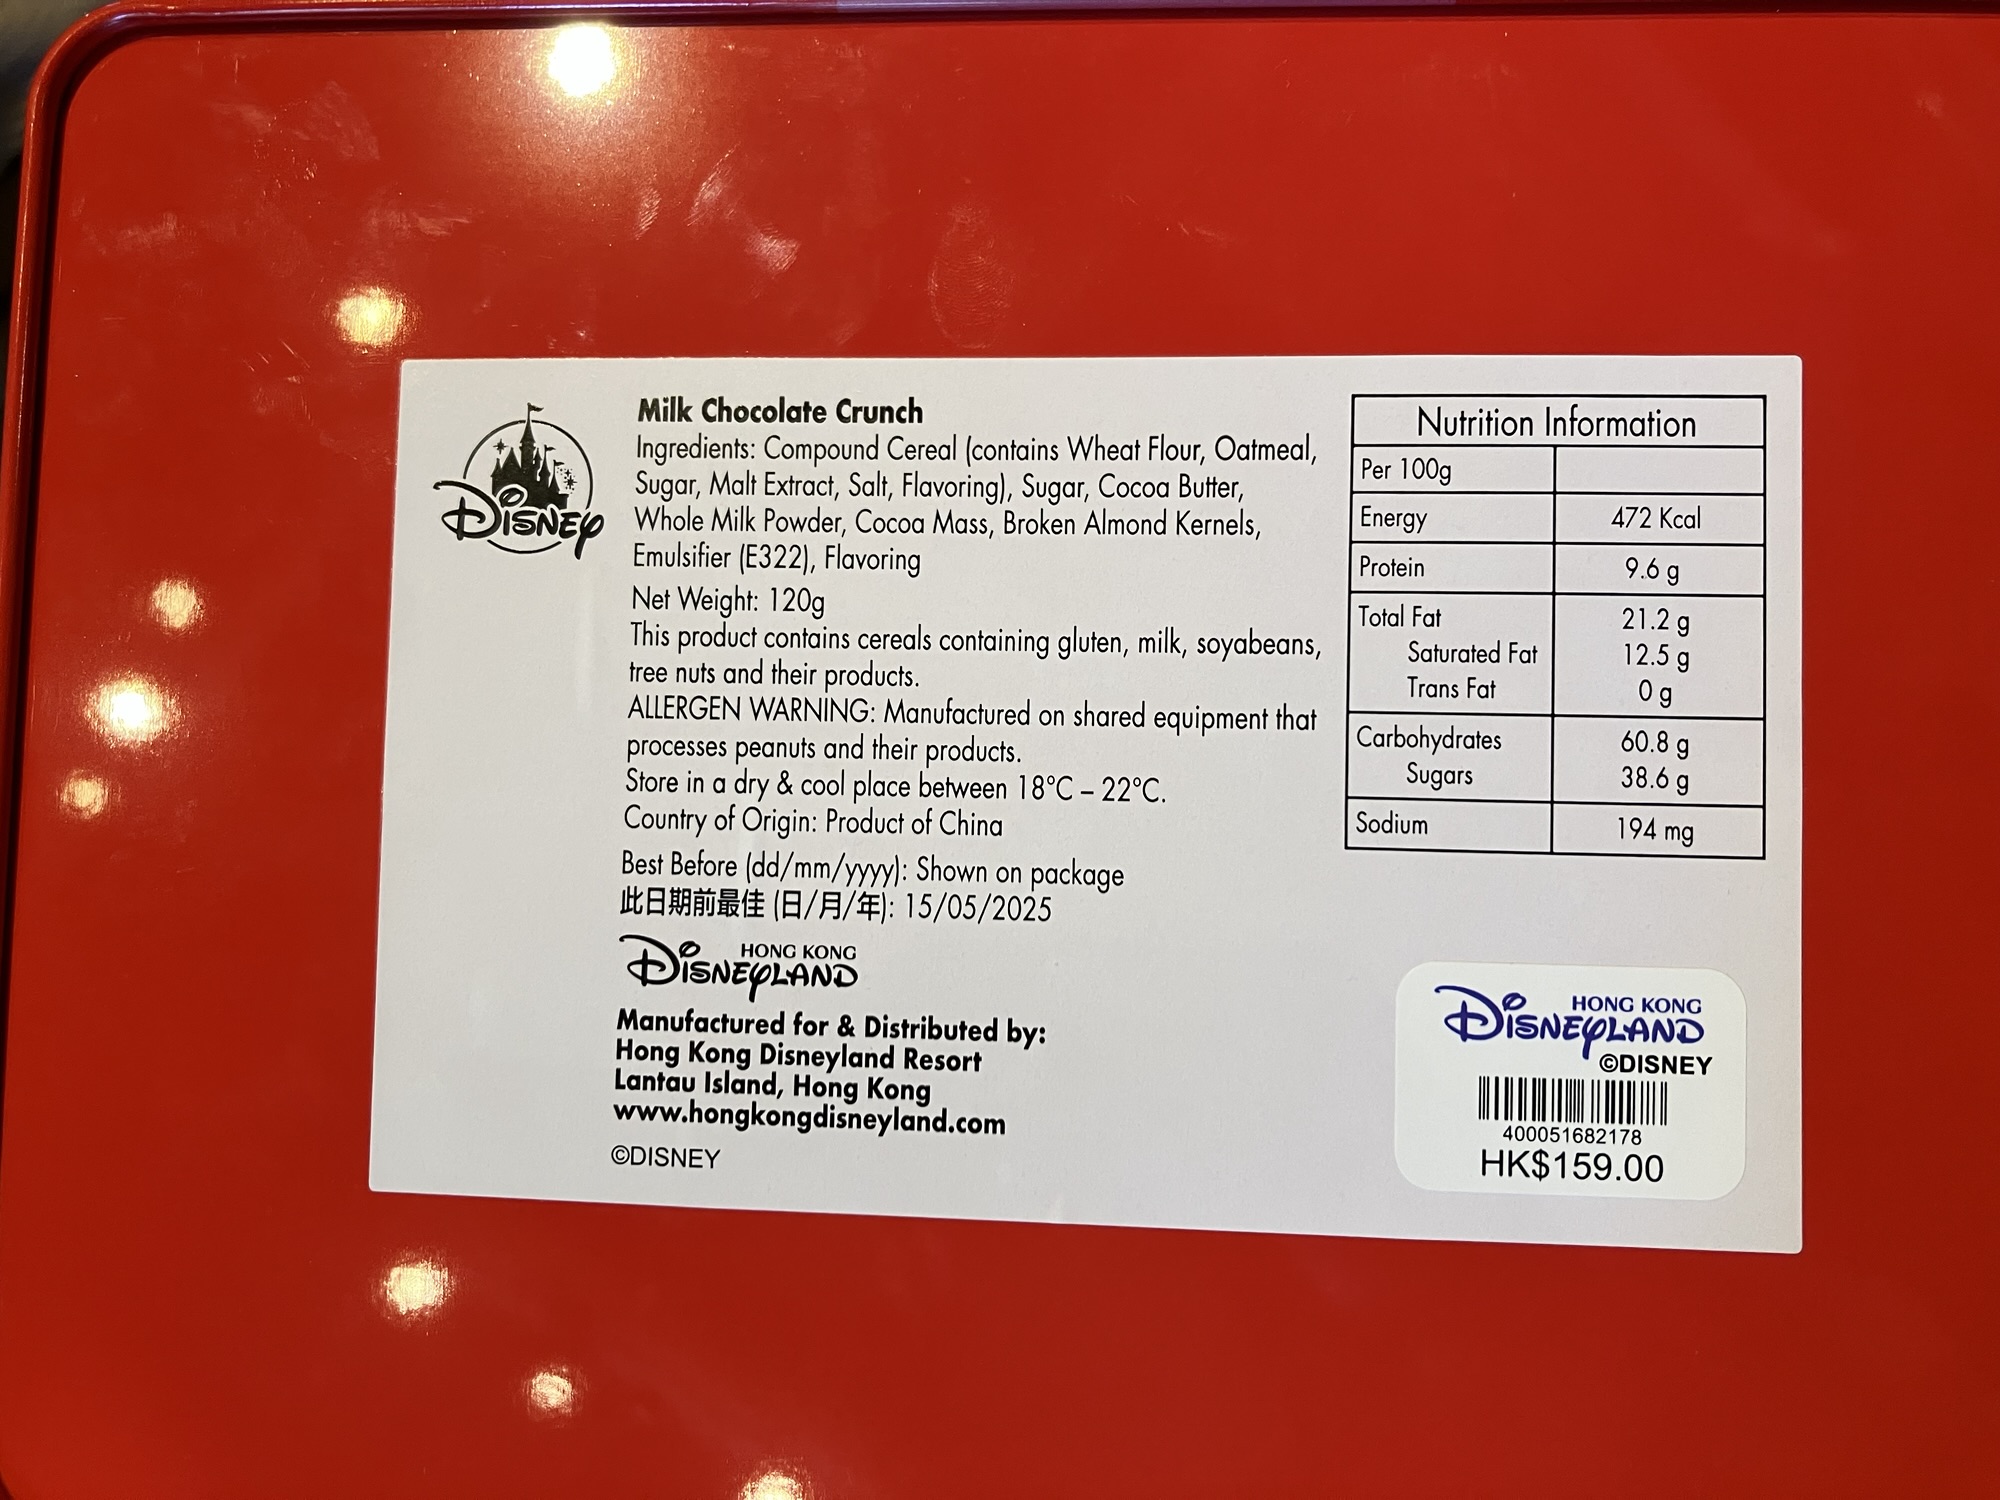 DISNEY
Milk Chocolate Crunch
Ingredients: Compound Cereal (contains Wheat Flour, Oatmeal,
Sugar, Malt Extract, Salt, Flavoring), Sugar, Cocoa Butter,
Whole Milk Powder, Cocoa Mass, Broken Almond Kernels,
Emulsifier (E322), Flavoring
Net Weight: 120g
This product contains cereals containing gluten, milk, soyabeans,
tree nuts and their products.
ALLERGEN WARNING: Manufactured on shared equipment that
processes peanuts and their products.
Store in a dry & cool place between 18°C – 22°C.
Country of Origin: Product of China
Best Before (dd/mm/yyyy): Shown on package
此日期前最佳 (日/月/年): 15/05/2025
HONG KONG
DISNEYLAND
Manufactured for & Distributed by:
Hong Kong Disneyland Resort
Lantau Island, Hong Kong
www.hongkongdisneyland.com
©DISNEY
Nutrition Information
Per 100g
Energy 472 Kcal
Protein 9.6 g
Total Fat 21.2 g
Saturated Fat 12.5 g
Trans Fat 0 g
Carbohydrates 60.8 g
Sugars 38.6 g
Sodium 194 mg
HONG KONG
DISNEYLAND
©DISNEY
400051682178
HK$159.00